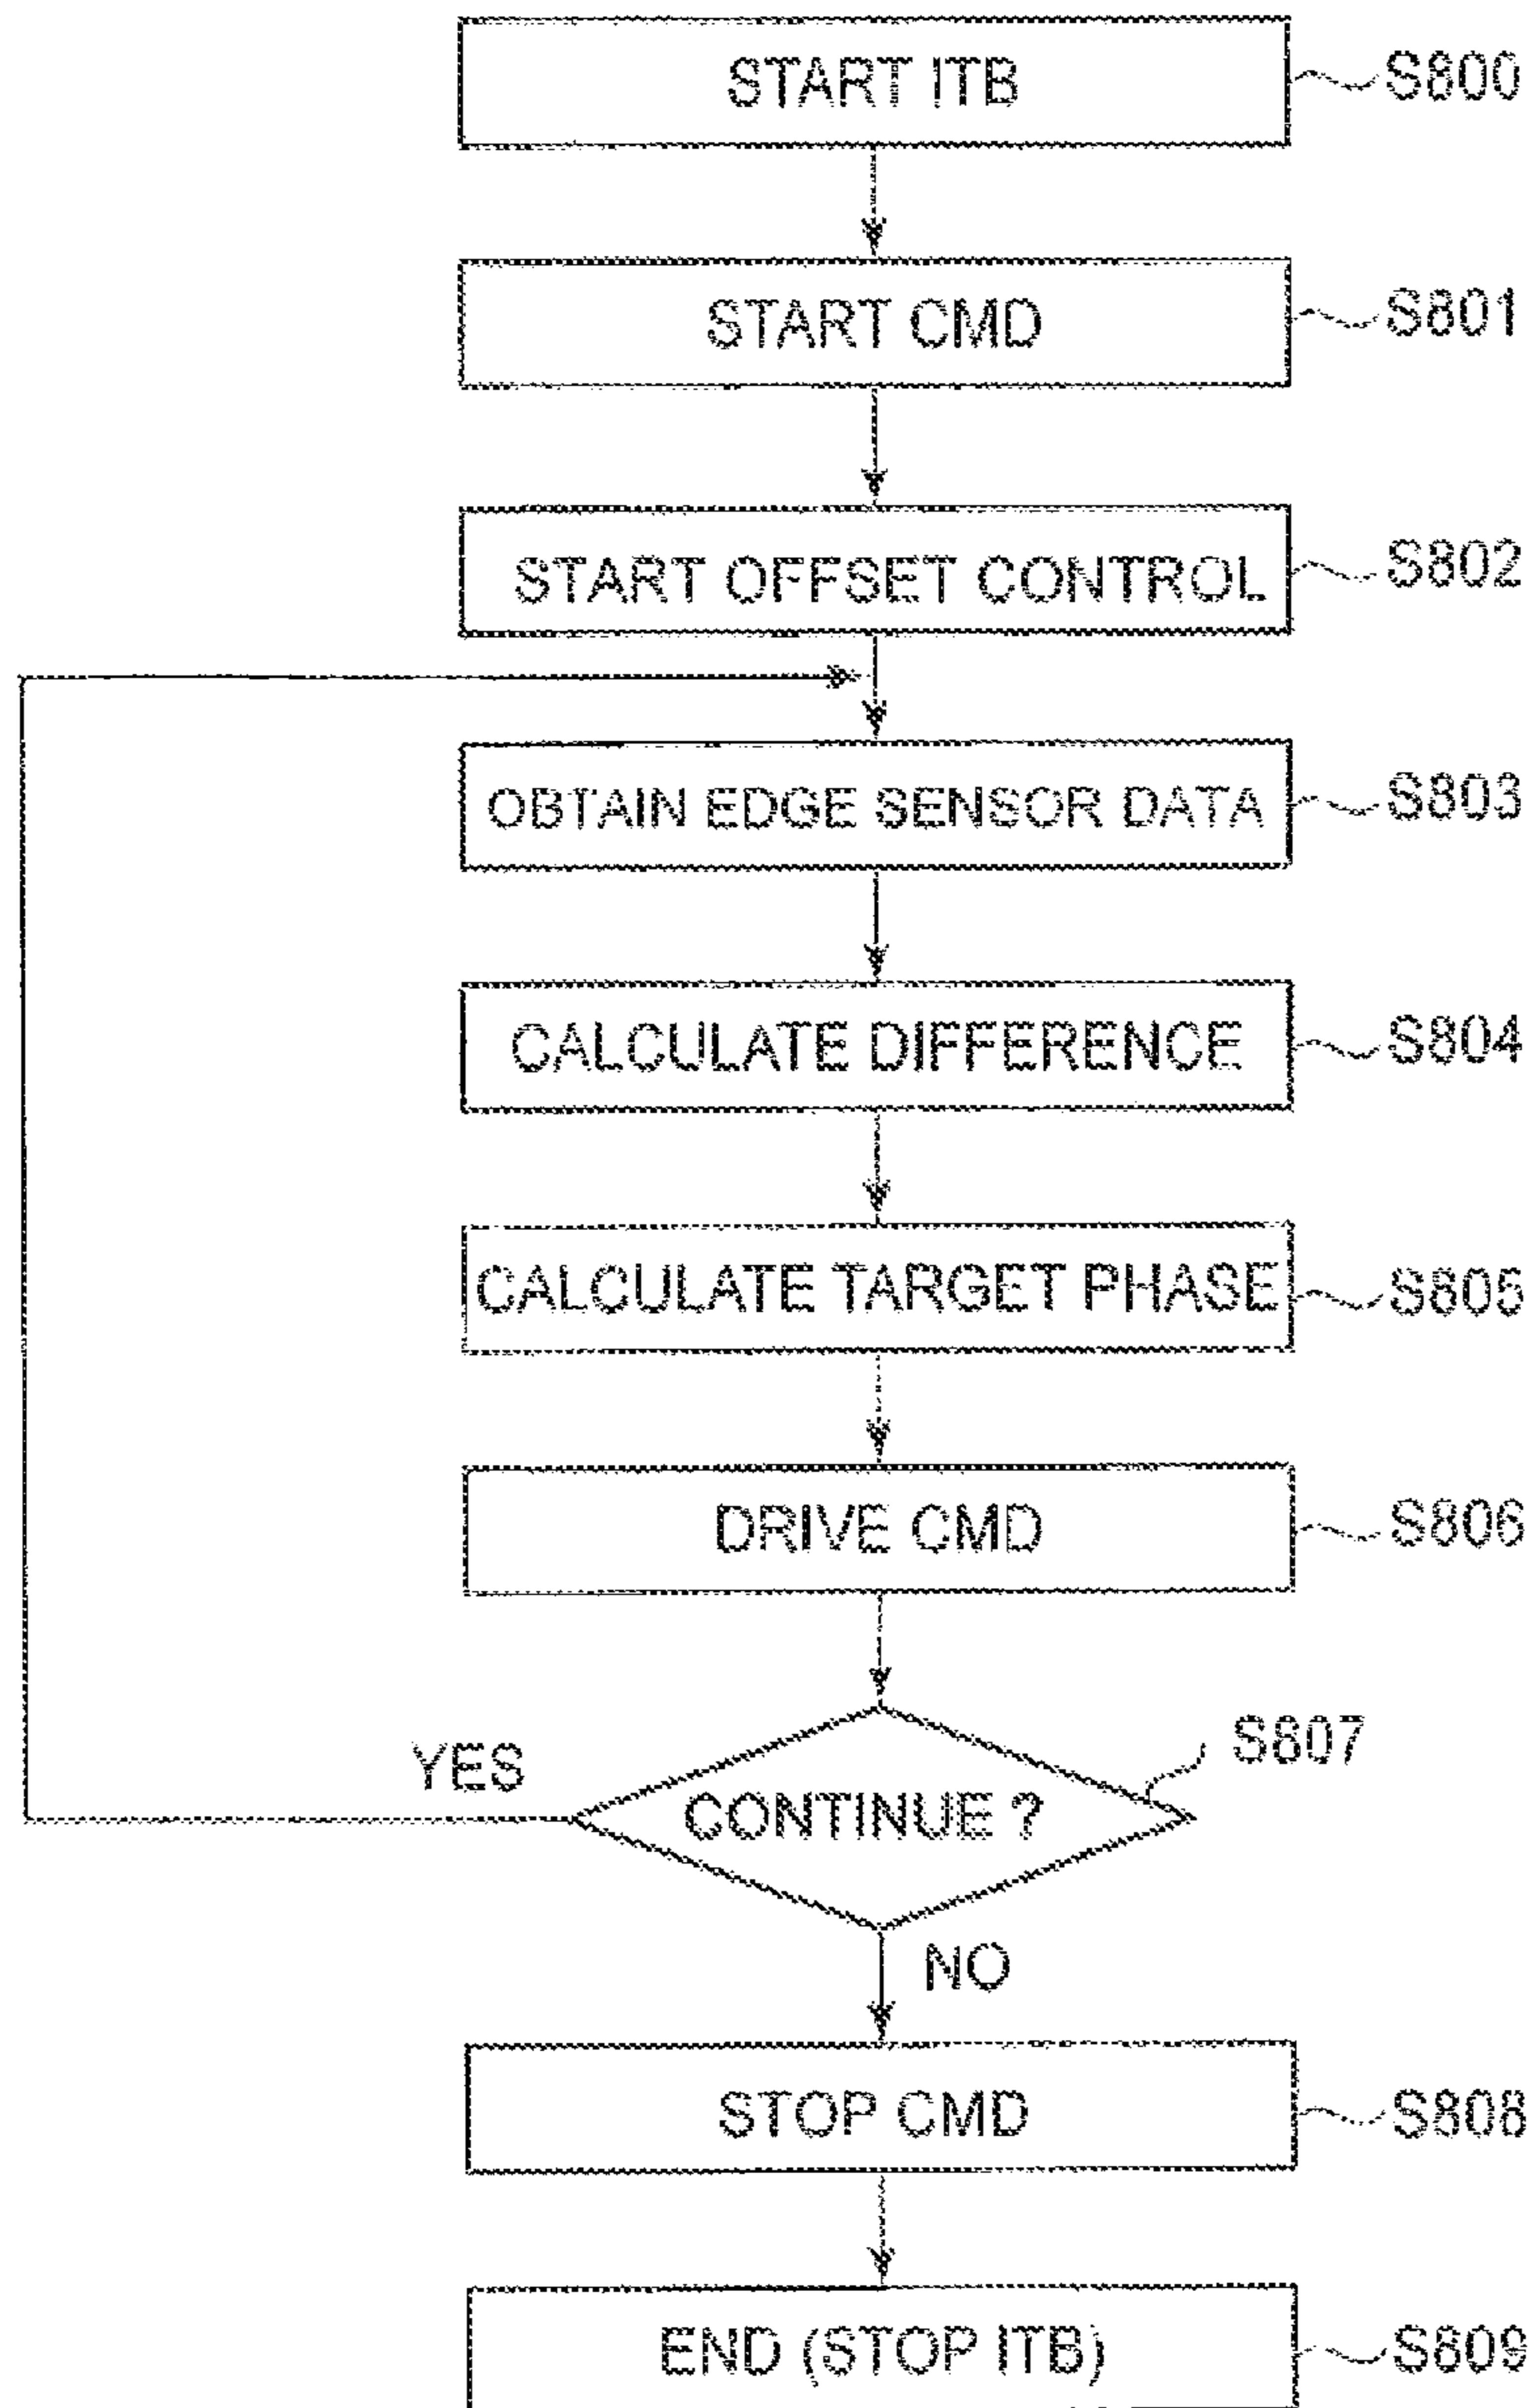 START ITB S800
START CMD S801
START OFFSET CONTROL S802
OBTAIN EDGE SENSOR DATA S803
CALCULATE DIFFERENCE S804
CALCULATE TARGET PHASE S805
DRIVE CMD S806
YES
CONTINUE ? S807
NO
STOP CMD S808
END (STOP ITB) S809